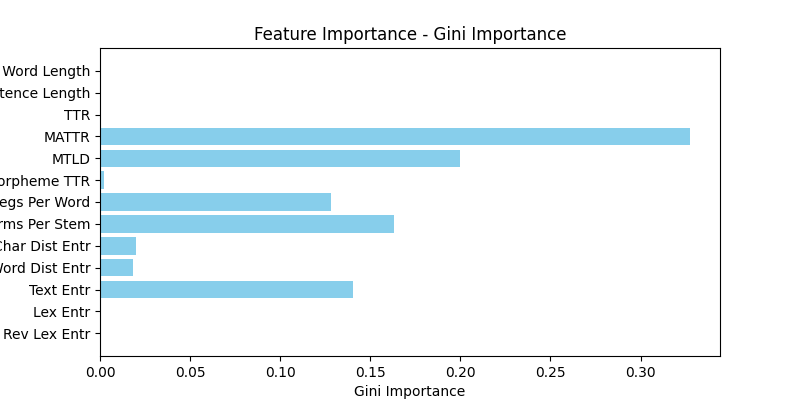 Feature Importance - Gini Importance
Word Length
tence Length
TTR
MATTR
MTLD
orpheme TTR
egs Per Word
rms Per Stem
Char Dist Entr
Word Dist Entr
Text Entr
Lex Entr
Rev Lex Entr
0.00 0.05 0.10 0.15 0.20 0.25 0.30
Gini Importance